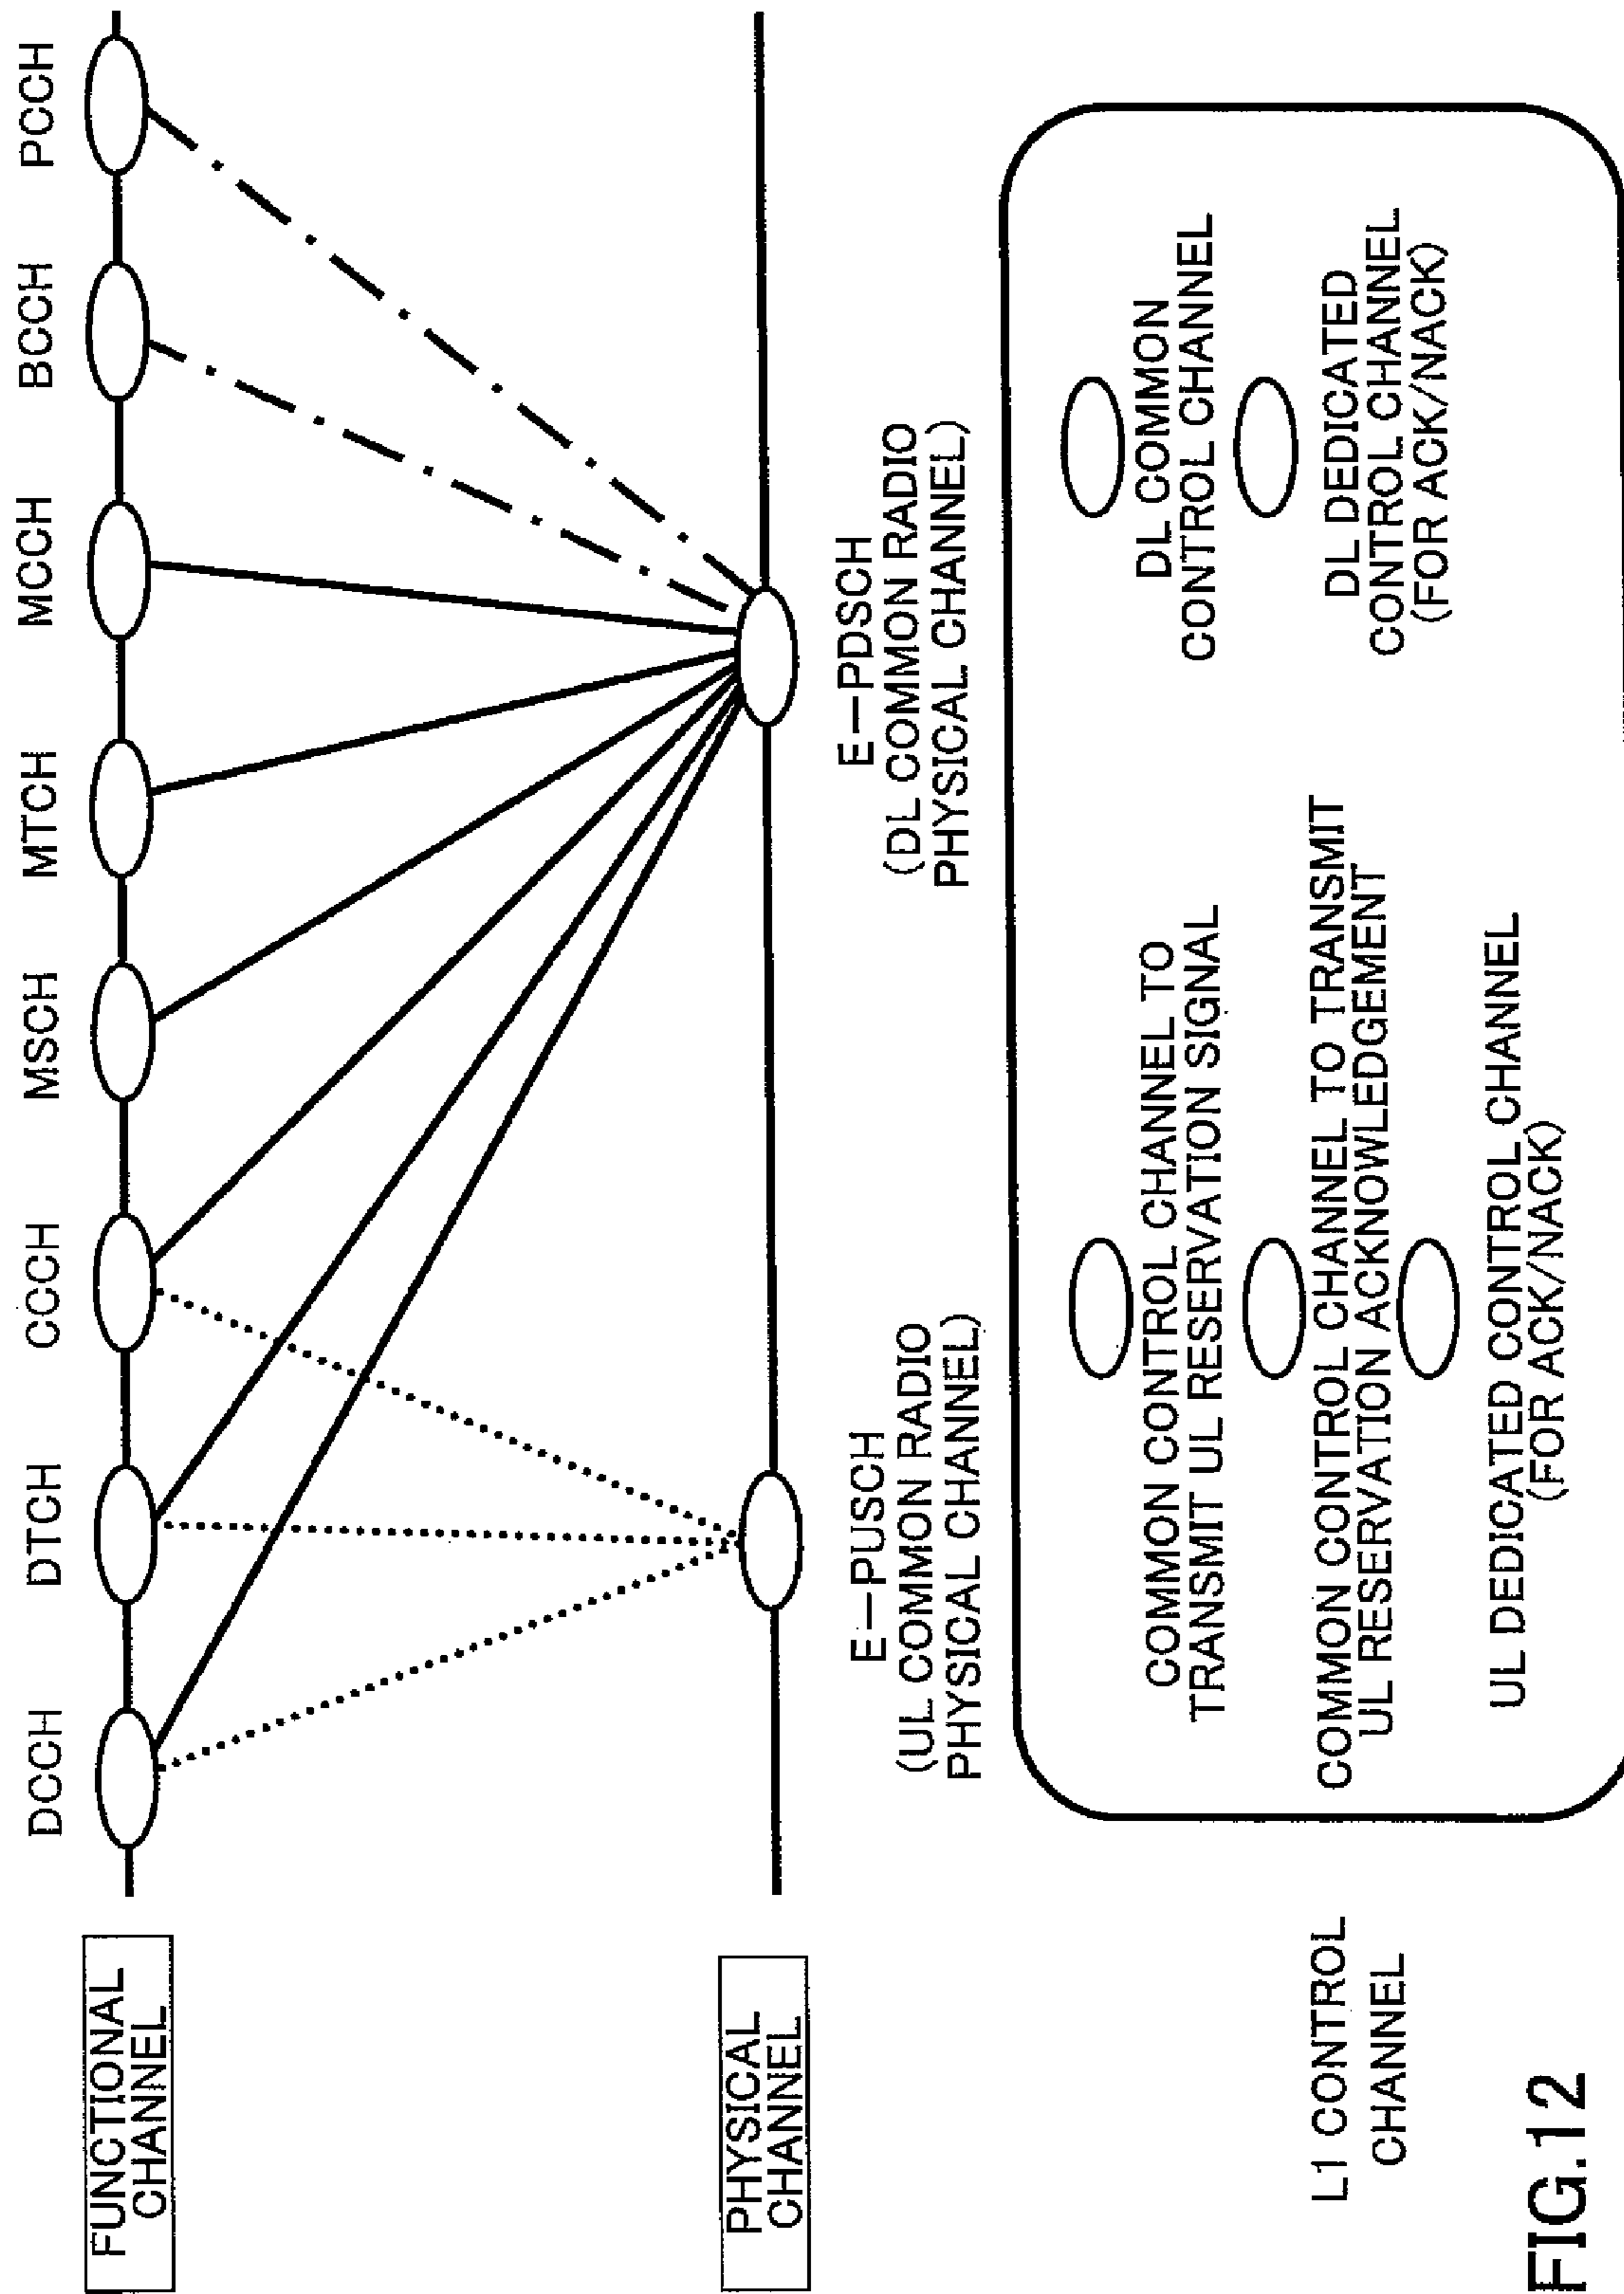 FUNCTIONAL
CHANNEL
DCCH
DTCH
CCCH
MSCH
MTCH
MCCH
BCCH
PCCH
PHYSICAL
CHANNEL
E-PUSCH
(UL COMMON RADIO
PHYSICAL CHANNEL)
E-PDSCH
(DL COMMON RADIO
PHYSICAL CHANNEL)
L1 CONTROL
CHANNEL
COMMON CONTROL CHANNEL TO
TRANSMIT UL RESERVATION SIGNAL
COMMON CONTROL CHANNEL TO TRANSMIT
UL RESERVATION ACKNOWLEDGEMENT
UL DEDICATED CONTROL CHANNEL
(FOR ACK/NACK)
DL COMMON
CONTROL CHANNEL
DL DEDICATED
CONTROL CHANNEL
(FOR ACK/NACK)
FIG.12